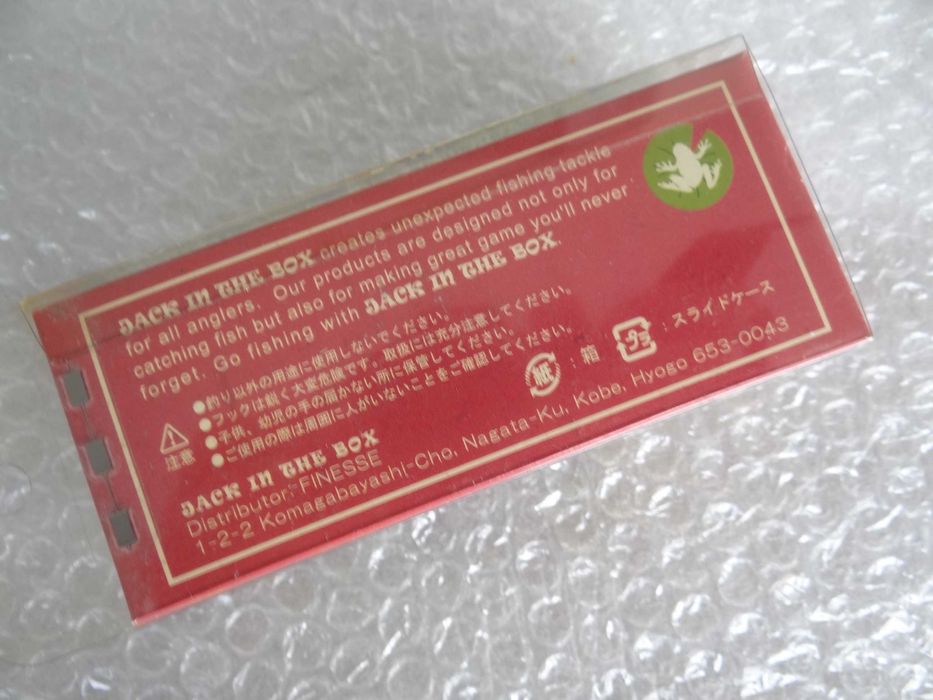 JACK IN THE BOX creates unexpected fishing tackle
for all anglers. Our products are designed not only for
catching fish but also for making great game you'll never
forget. Go fishing with JACK IN THE BOX.
注意
●釣り以外の用途に使用しないでください。
●フックは鋭く大変危険です。取扱には充分注意してください。
●子供、幼児の手の届かない所に保管してください。
●ご使用の際は周囲に人がいないことをご確認してください。
紙 : 箱 プラ : スライドケース
JACK IN THE BOX
Distributor: FINESSE
1-2-2 Komagabayashi-Cho, Nagata-Ku, Kobe, Hyogo 653-0043